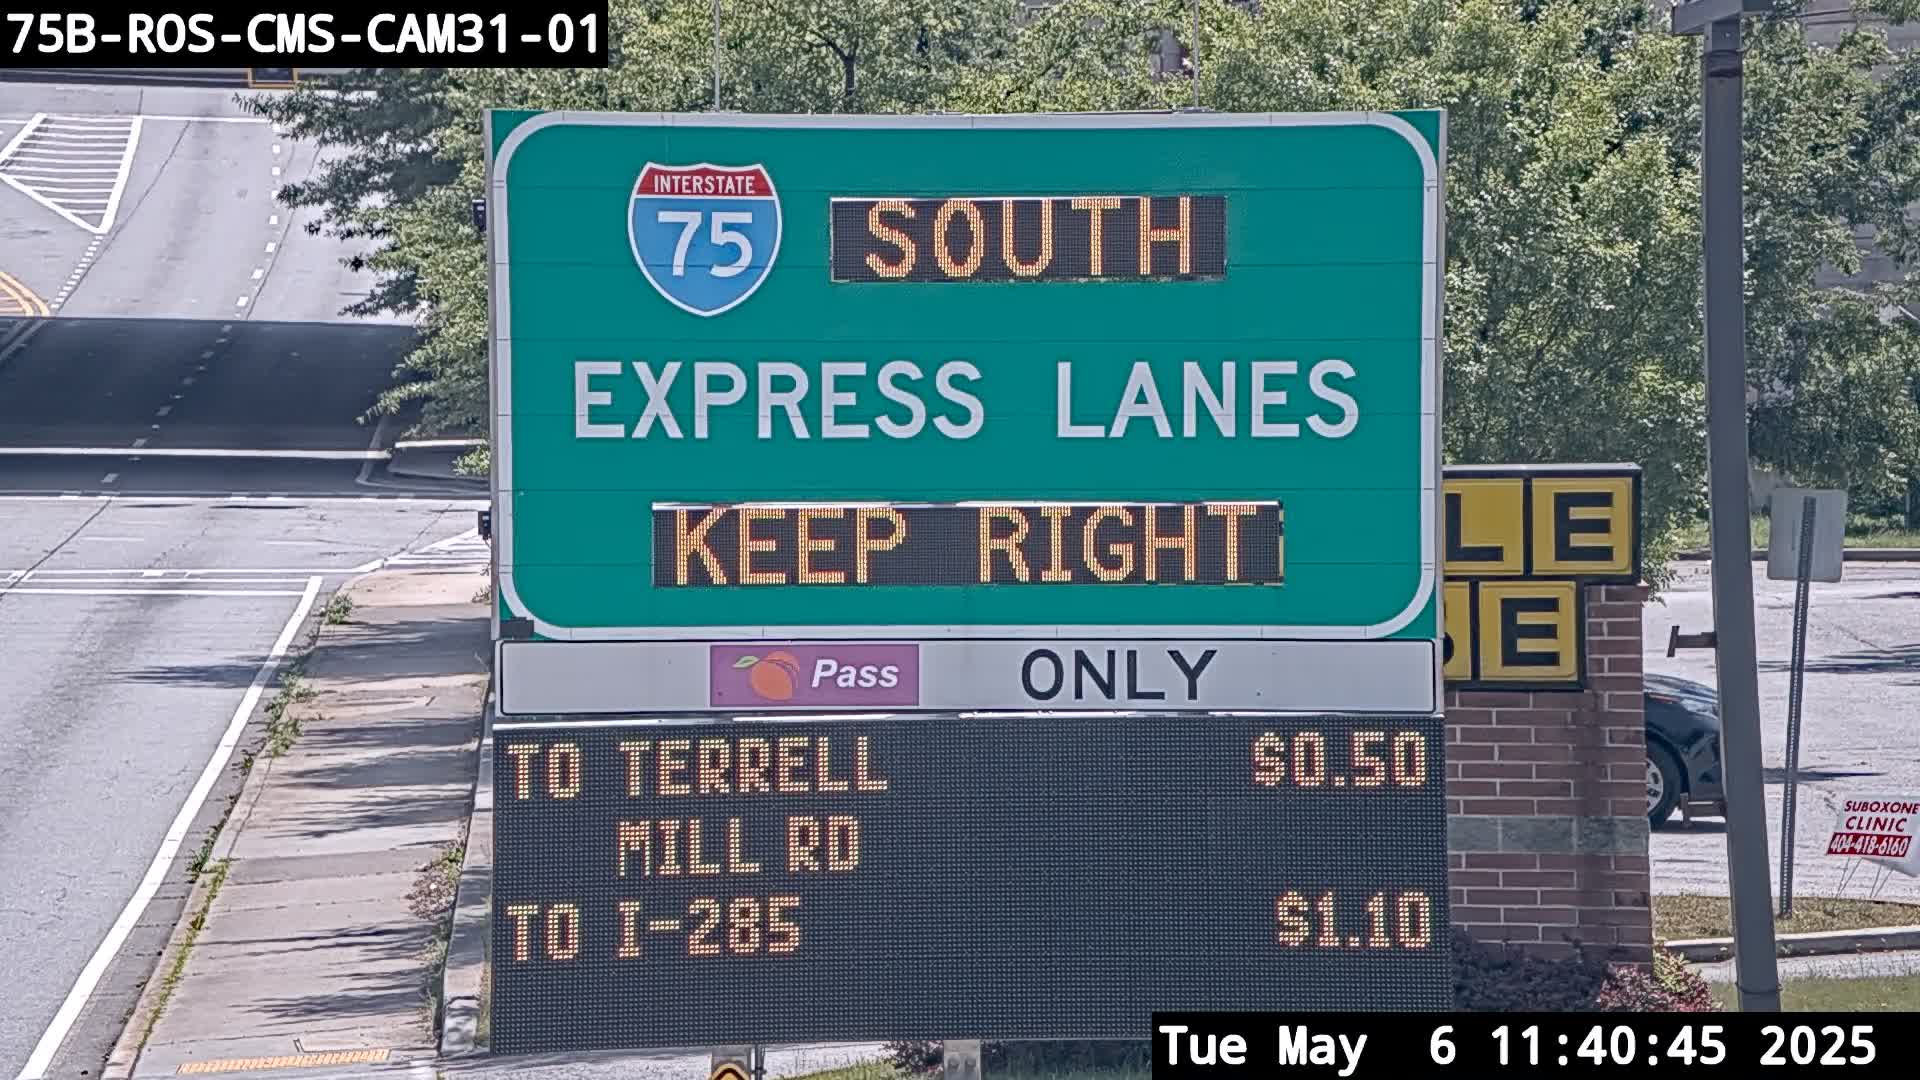 75B-ROS-CMS-CAM31-01
INTERSTATE
75
SOUTH
EXPRESS LANES
KEEP RIGHT
Pass ONLY
TO TERRELL $0.50
MILL RD
TO I-285 $1.10
LE
E
SUBOXONE
CLINIC
404-418-6160
Tue May 6 11:40:45 2025